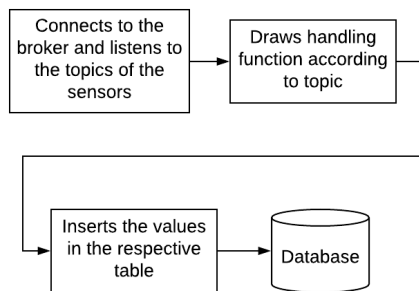 Connects to the
broker and listens to
the topics of the
sensors
Draws handling
function according
to topic
Inserts the values
in the respective
table
Database